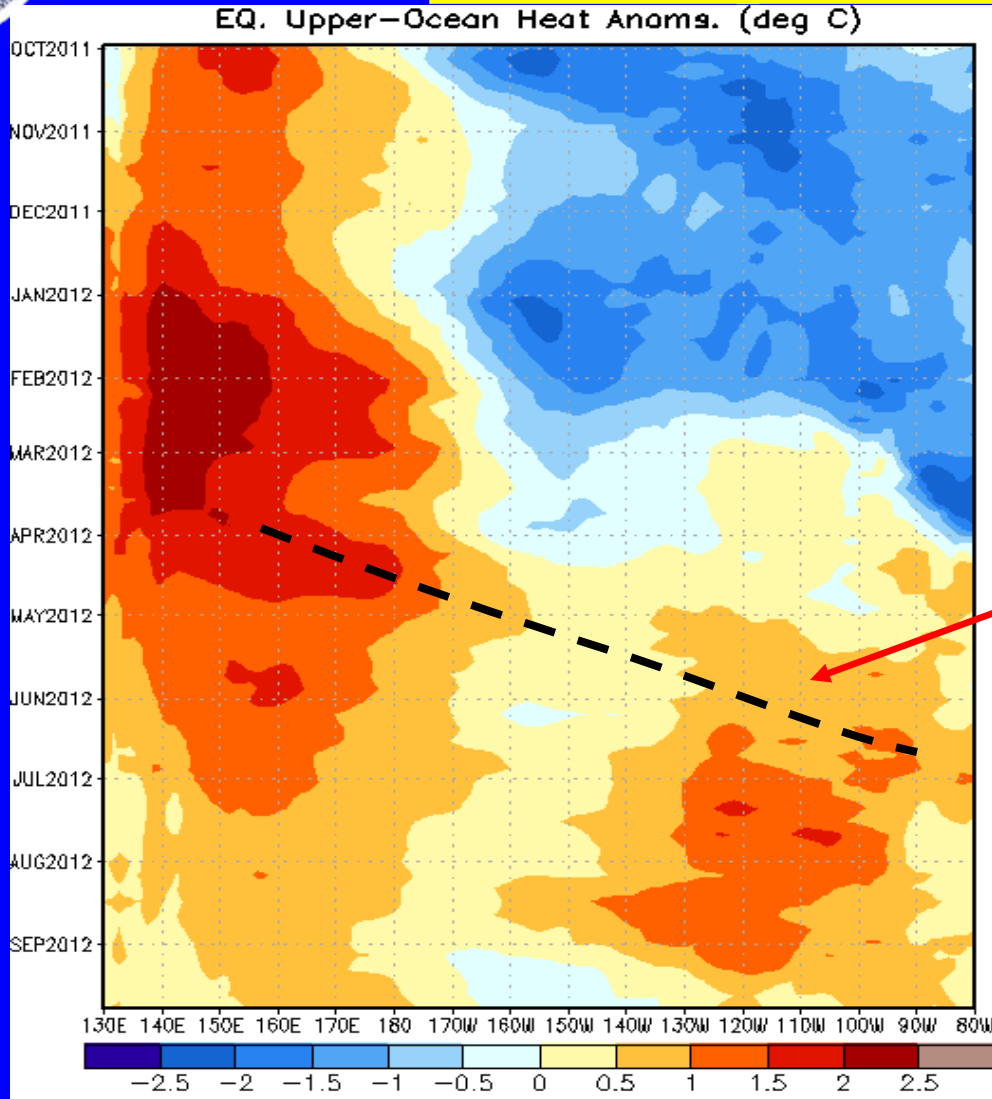 EQ. Upper-Ocean Heat Anoms. (deg C)
OCT2011
NOV2011
DEC2011
JAN2012
FEB2012
MAR2012
APR2012
MAY2012
JUN2012
JUL2012
AUG2012
SEP2012
130E 140E 150E 160E 170E 180 170W 160W 150W 140W 130W 120W 110W 100W 90W 80W
-2.5 -2 -1.5 -1 -0.5 0 0.5 1 1.5 2 2.5